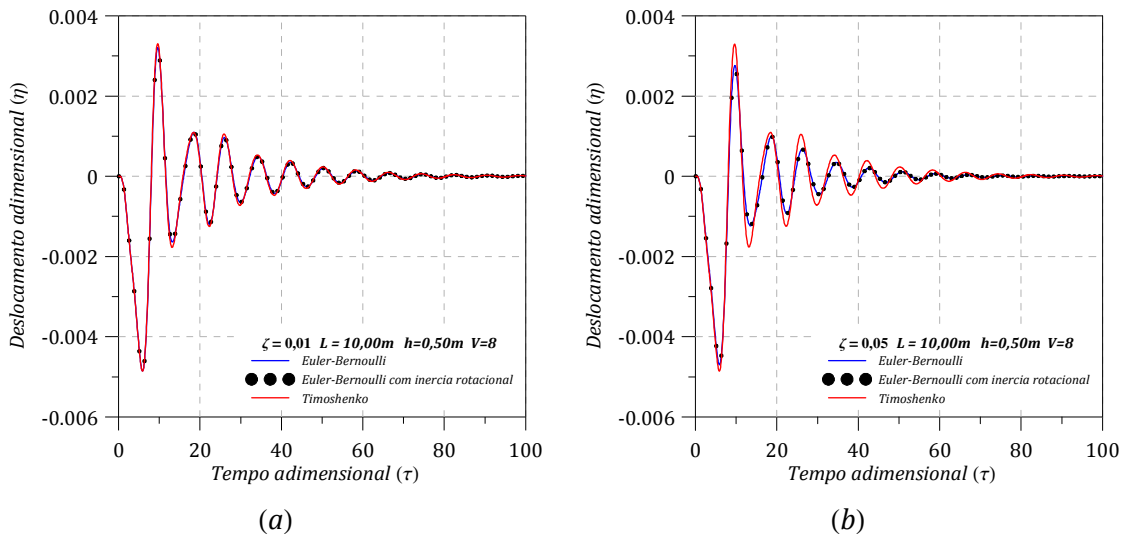 0.004
0.002
0
-0.002
-0.004
-0.006
Deslocamento adimensional (η)
ζ = 0,01 L = 10,00m h=0,50m V=8
Euler-Bernoulli
Euler-Bernoulli com inercia rotacional
Timoshenko
0 20 40 60 80 100
Tempo adimensional (τ)
(a)
0.004
0.002
0
-0.002
-0.004
-0.006
Deslocamento adimensional (η)
ζ = 0,05 L = 10,00m h=0,50m V=8
Euler-Bernoulli
Euler-Bernoulli com inercia rotacional
Timoshenko
0 20 40 60 80 100
Tempo adimensional (τ)
(b)